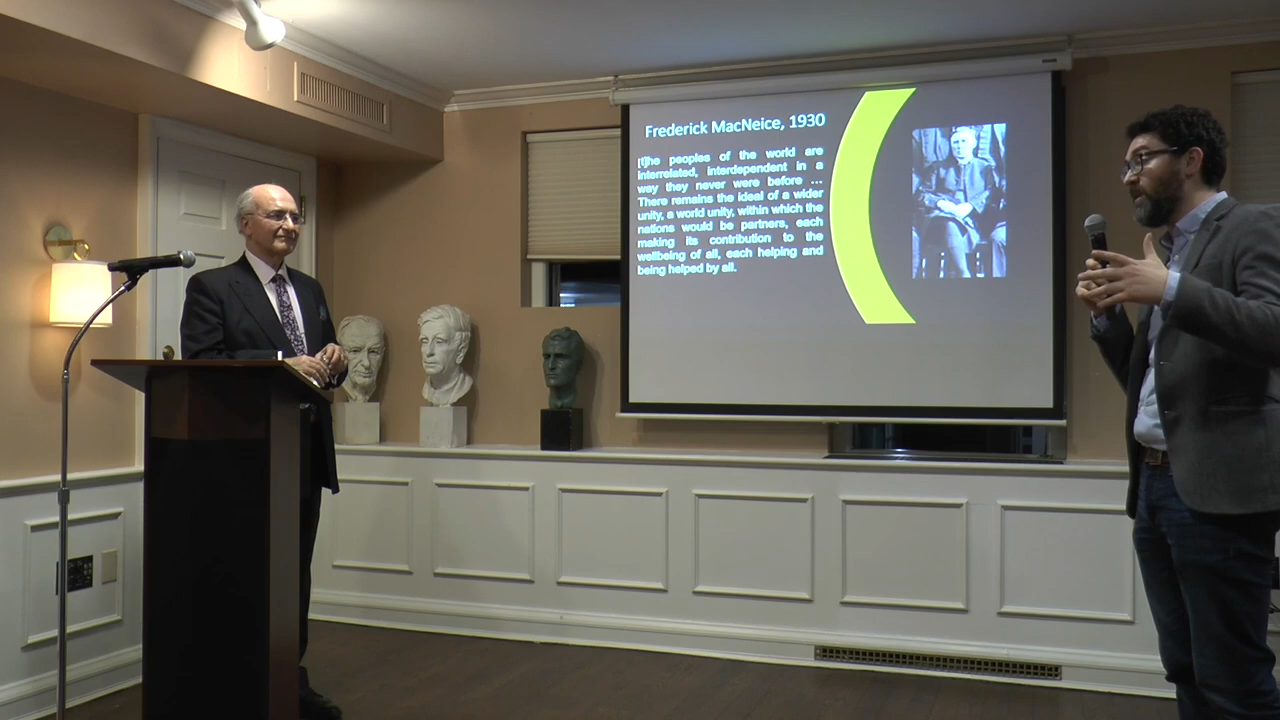 Frederick MacNeice, 1930
[t]he peoples of the world are
interrelated, interdependent in a
way they never were before ...
There remains the ideal of a wider
unity, a world unity, within which the
nations would be partners, each
making its contribution to the
wellbeing of all, each helping and
being helped by all.